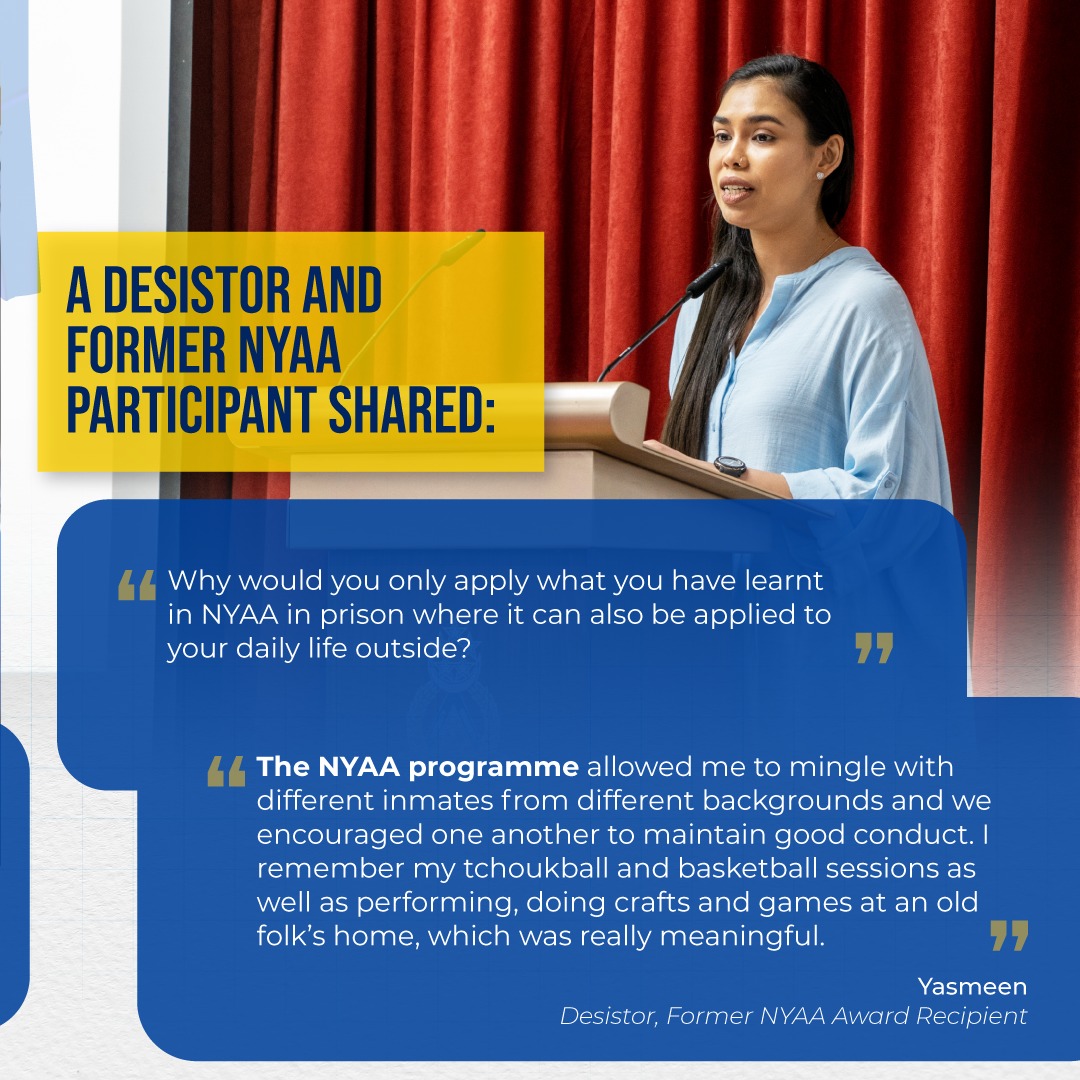 A DESISTOR AND
FORMER NYAA
PARTICIPANT SHARED:
“ Why would you only apply what you have learnt
in NYAA in prison where it can also be applied to
your daily life outside? ”
“ The NYAA programme allowed me to mingle with
different inmates from different backgrounds and we
encouraged one another to maintain good conduct. I
remember my tchoukball and basketball sessions as
well as performing, doing crafts and games at an old
folk’s home, which was really meaningful. ”
Yasmeen
Desistor, Former NYAA Award Recipient